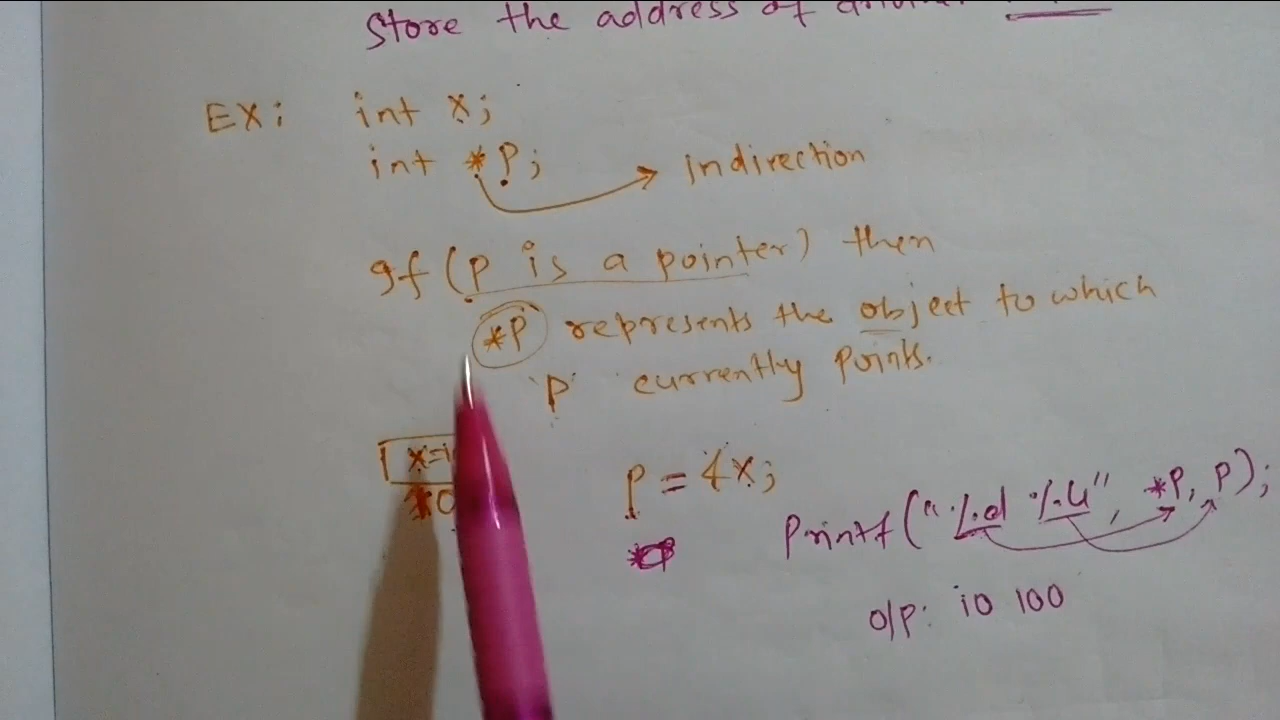 Store the address of
EX: int x;
int *P; → indirection
If (P is a pointer) then
*P represents the object to which
'P' currently points.
P = &x;
Printf("%d %u", *P, P);
O/P: 10 100